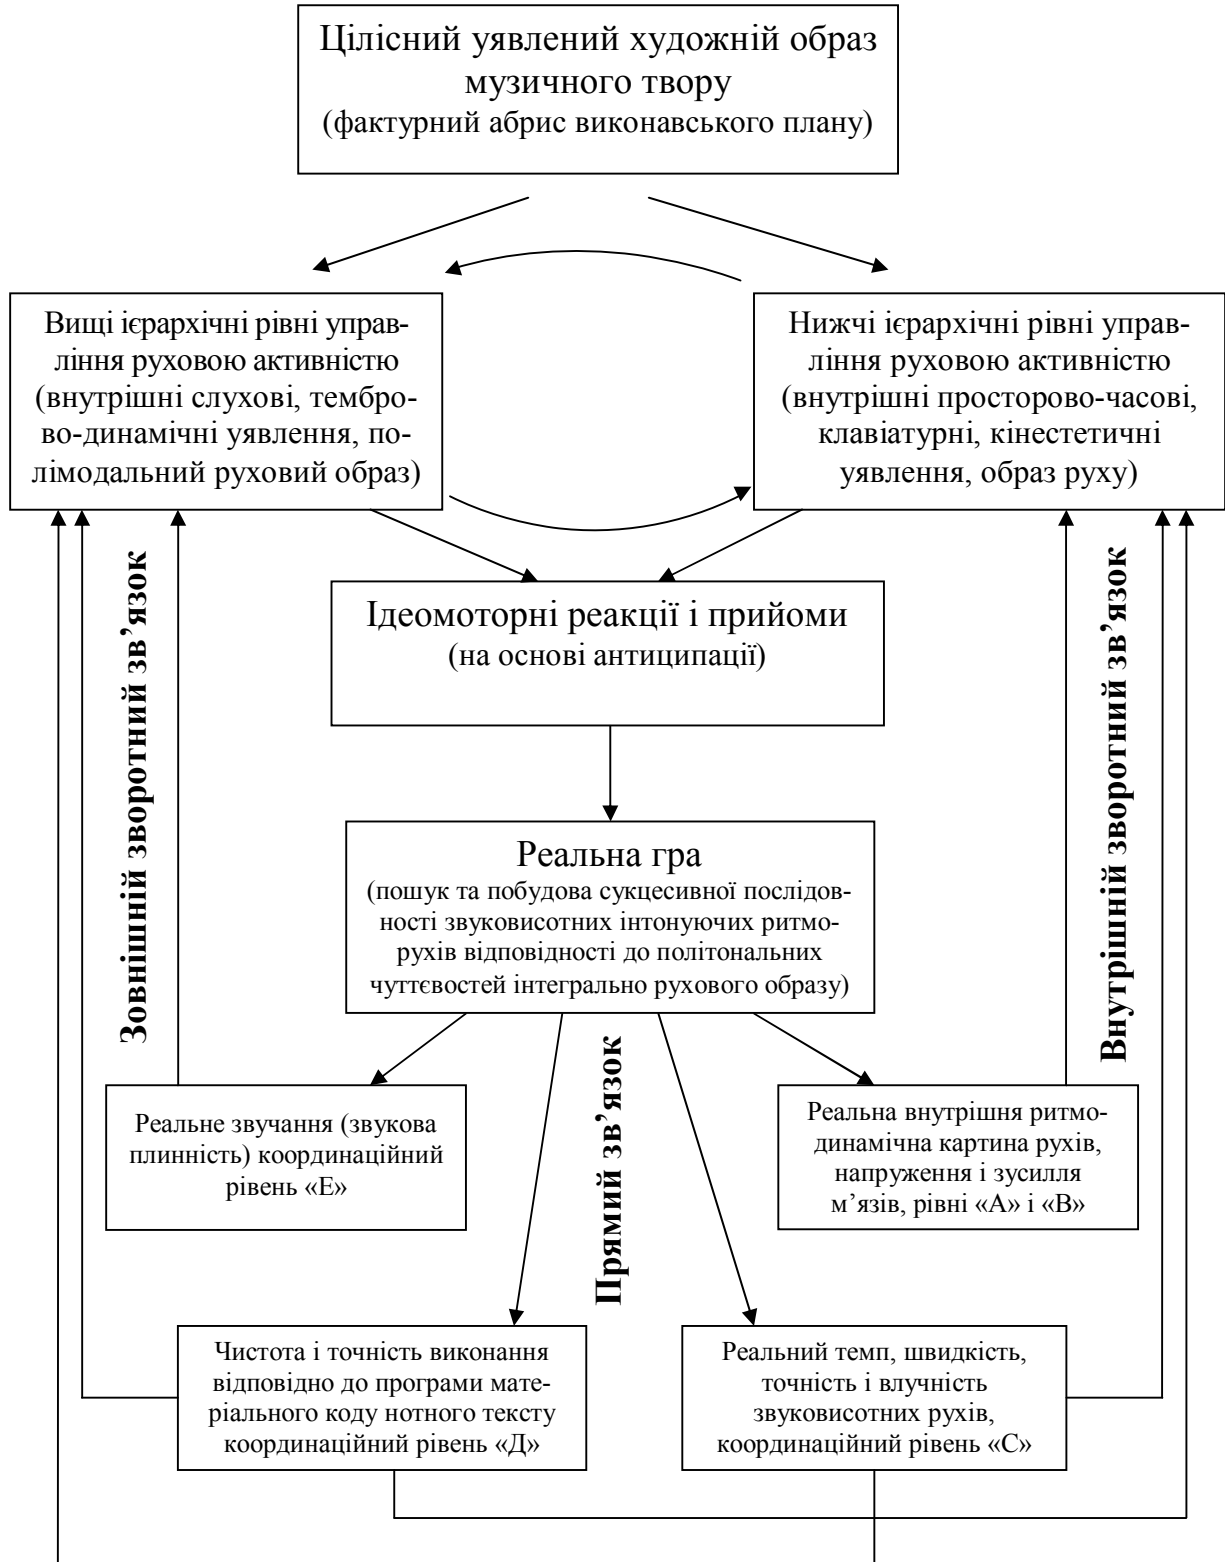 Цілісний уявлений художній образ
музичного твору
(фактурний абрис виконавського плану)
Вищі ієрархічні рівні управ-
ління руховою активністю
(внутрішні слухові, тембро-
во-динамічні уявлення, по-
лімодальний руховий образ)
Нижчі ієрархічні рівні управ-
ління руховою активністю
(внутрішні просторово-часові,
клавіатурні, кінестетичні
уявлення, образ руху)
Зовнішній зворотний зв’язок
Ідеомоторні реакції і прийоми
(на основі антиципації)
Внутрішній зворотний зв’язок
Реальна гра
(пошук та побудова сукцесивної послідов-
ності звуковисотних інтонуючих ритмо-
рухів відповідності до політональних
чуттєвостей інтегрально рухового образу)
Прямий зв’язок
Реальне звучання (звукова
плинність) координаційний
рівень «Е»
Реальна внутрішня ритмо-
динамічна картина рухів,
напруження і зусилля
м’язів, рівні «А» і «В»
Чистота і точність виконання
відповідно до програми мате-
ріального коду нотного тексту
координаційний рівень «Д»
Реальний темп, швидкість,
точність і влучність
звуковисотних рухів,
координаційний рівень «С»